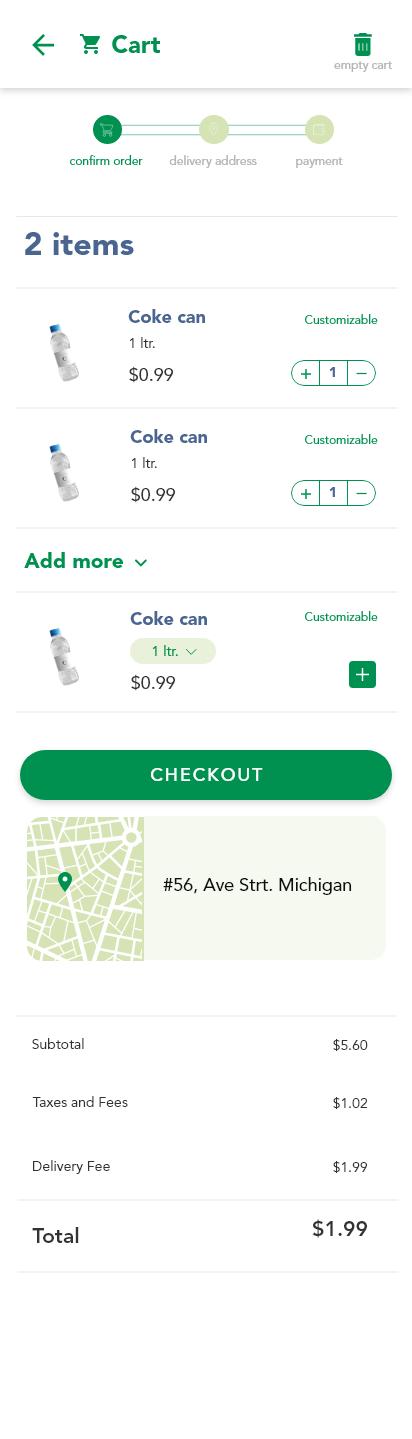 Cart
empty cart
confirm order
delivery address
payment
2 items
Coke can
Customizable
1 ltr.
$0.99
1
Coke can
Customizable
1 ltr.
$0.99
1
Add more
Coke can
Customizable
1 ltr.
$0.99
CHECKOUT
#56, Ave Strt. Michigan
Subtotal
$5.60
Taxes and Fees
$1.02
Delivery Fee
$1.99
Total
$1.99